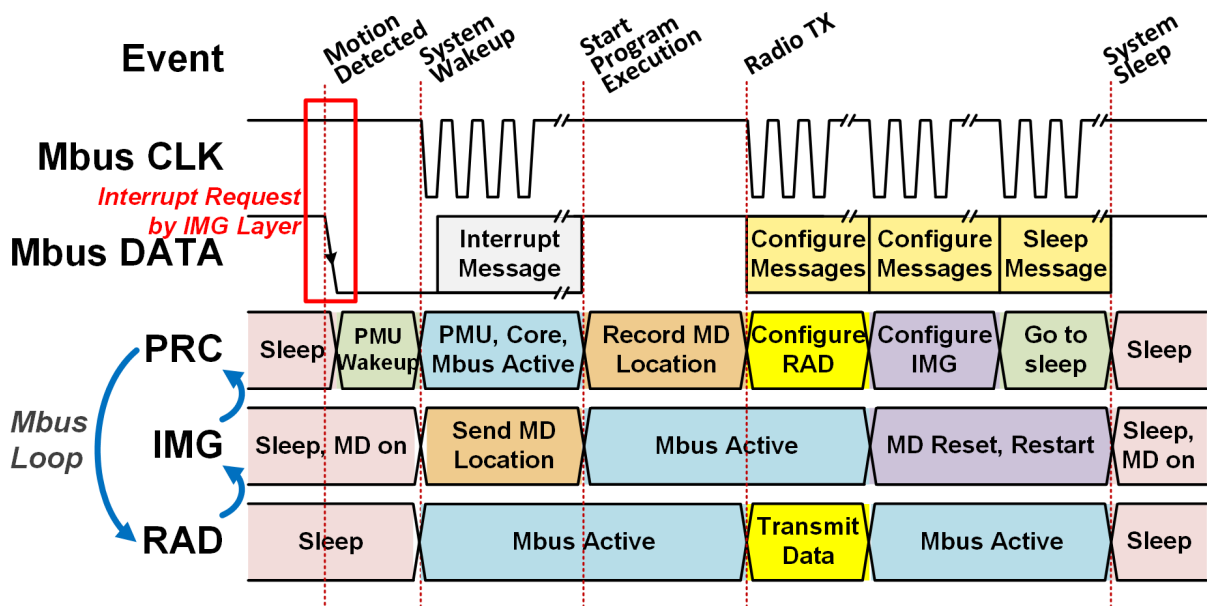 Event
Motion
Detected
System
Wakeup
Start
Program
Execution
Radio TX
System
Sleep
Mbus CLK
Interrupt Request
by IMG Layer
Mbus DATA
Interrupt
Message
Configure
Messages
Configure
Messages
Sleep
Message
PRC
Sleep
PMU
Wakeup
PMU, Core,
Mbus Active
Record MD
Location
Configure
RAD
Configure
IMG
Go to
sleep
Sleep
Mbus
Loop
IMG
Sleep, MD on
Send MD
Location
Mbus Active
MD Reset, Restart
Sleep,
MD on
RAD
Sleep
Mbus Active
Transmit
Data
Mbus Active
Sleep